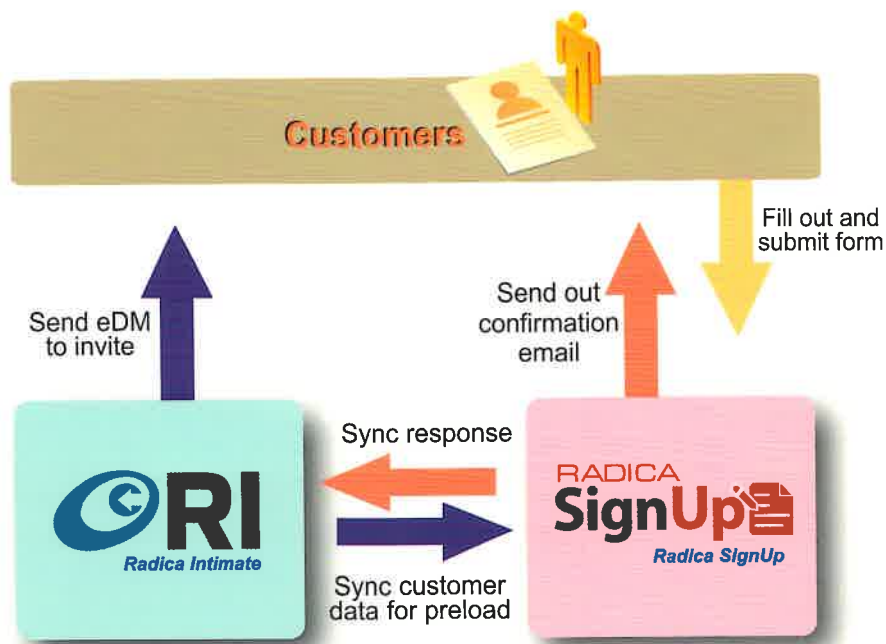 Customers
Fill out and
submit form
Send eDM
to invite
Send out
confirmation
email
Sync response
RI
Radica Intimate
RADICA
SignUp
Radica SignUp
Sync customer
data for preload